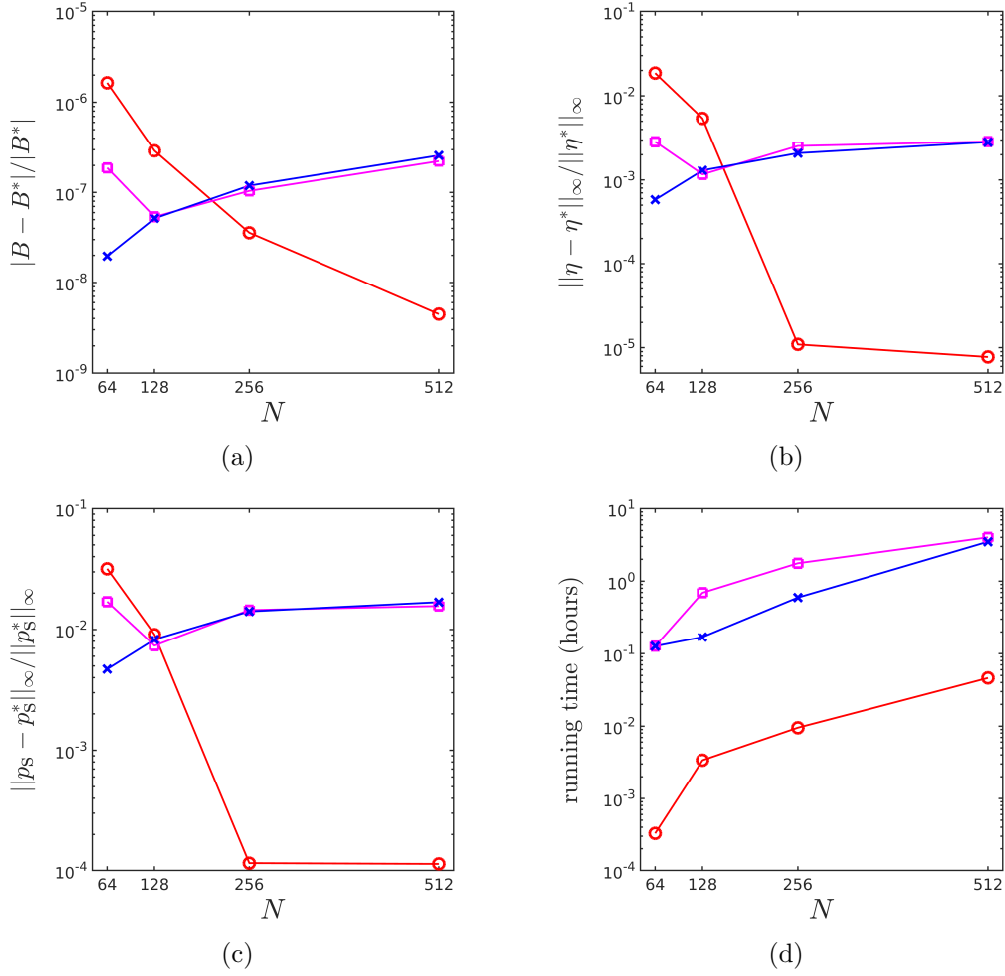 10^-5
10^-6
10^-7
10^-8
10^-9
|B − B*|/|B*|
64 128 256 512
N
(a)
10^-1
10^-2
10^-3
10^-4
10^-5
||η − η*||∞/||η*||∞
64 128 256 512
N
(b)
10^-1
10^-2
10^-3
10^-4
||p_S − p*_S||∞/||p*_S||∞
64 128 256 512
N
(c)
10^1
10^0
10^-1
10^-2
10^-3
10^-4
running time (hours)
64 128 256 512
N
(d)